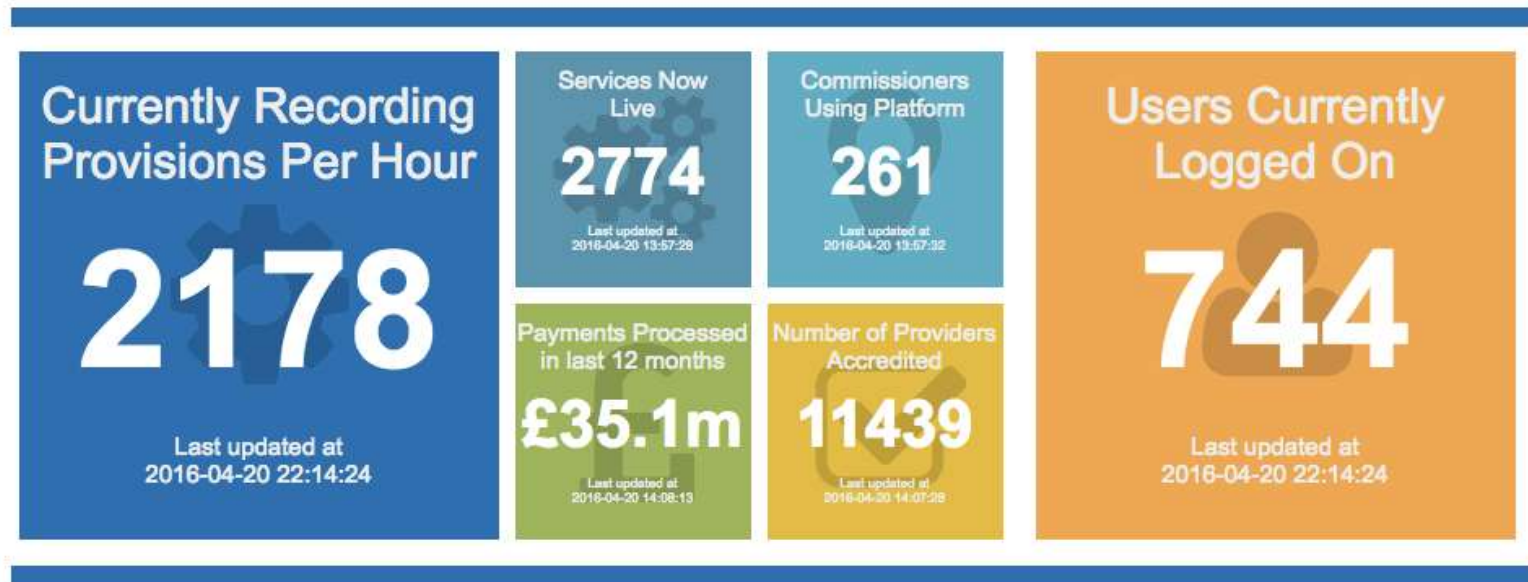 Currently Recording
Provisions Per Hour
2178
Last updated at
2016-04-20 22:14:24
Services Now
Live
2774
Last updated at
2016-04-20 13:57:28
Commissioners
Using Platform
261
Last updated at
2016-04-20 13:57:32
Payments Processed
in last 12 months
£35.1m
Last updated at
2016-04-20 14:08:13
Number of Providers
Accredited
11439
Last updated at
2016-04-20 14:07:29
Users Currently
Logged On
744
Last updated at
2016-04-20 22:14:24